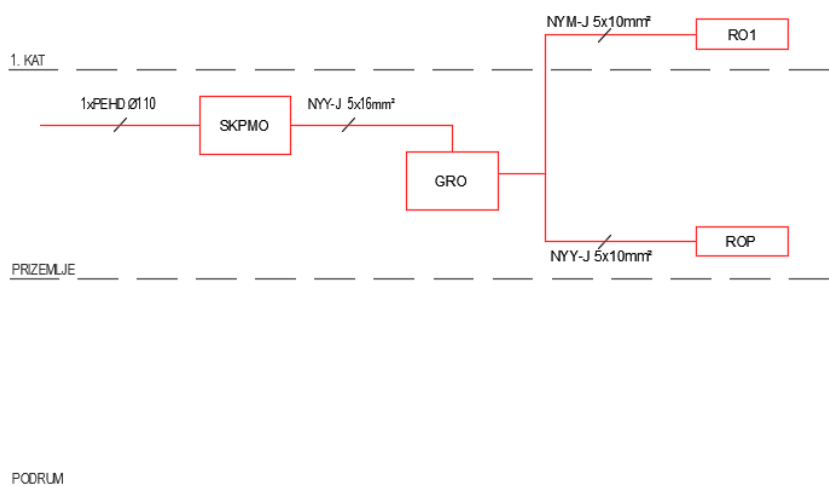 NYM-J 5x10mm²
RO1
1. KAT
1xPEHD Ø110
NYY-J 5x16mm²
SKPMO
GRO
ROP
NYY-J 5x10mm²
PRIZEMLJE
PODRUM